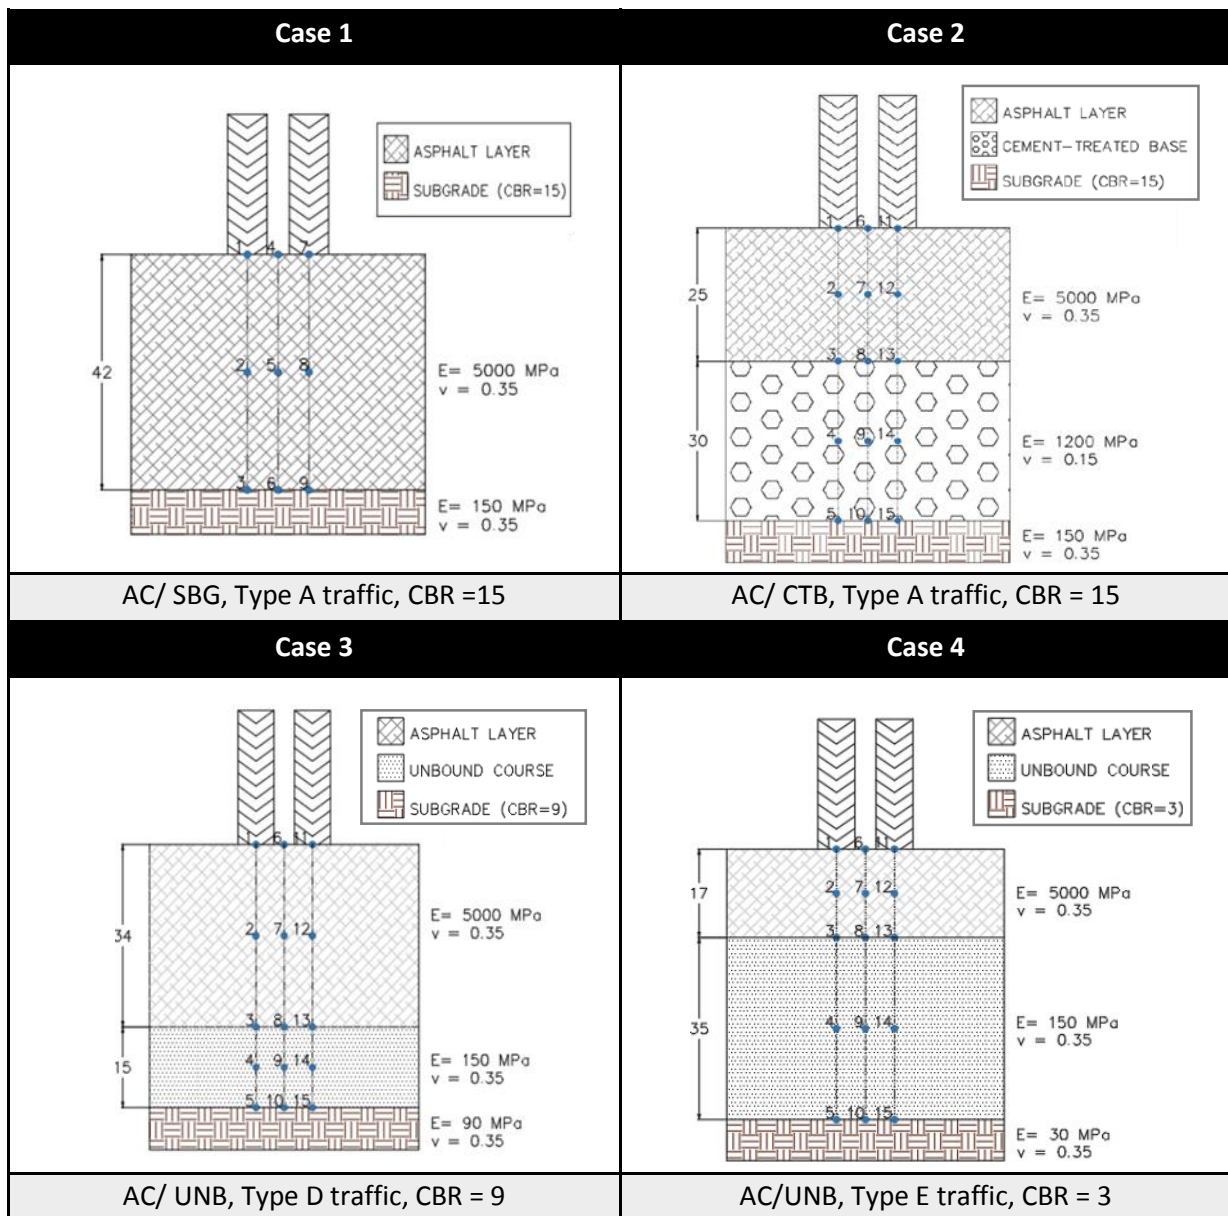 Case 1
Case 2
ASPHALT LAYER
SUBGRADE (CBR=15)
1 4 7
42
2 5 8
E= 5000 MPa
v = 0.35
3 6 9
E= 150 MPa
v = 0.35
ASPHALT LAYER
CEMENT-TREATED BASE
SUBGRADE (CBR=15)
1 6 11
25
2 7 12
E= 5000 MPa
v = 0.35
3 8 13
30
4 9 14
E= 1200 MPa
v = 0.15
5 10 15
E= 150 MPa
v = 0.35
AC/ SBG, Type A traffic, CBR =15
AC/ CTB, Type A traffic, CBR = 15
Case 3
Case 4
ASPHALT LAYER
UNBOUND COURSE
SUBGRADE (CBR=9)
1 6 11
34
2 7 12
E= 5000 MPa
v = 0.35
3 8 13
15
4 9 14
E= 150 MPa
v = 0.35
5 10 15
E= 90 MPa
v = 0.35
ASPHALT LAYER
UNBOUND COURSE
SUBGRADE (CBR=3)
1 6 11
17
2 7 12
E= 5000 MPa
v = 0.35
3 8 13
35
4 9 14
E= 150 MPa
v = 0.35
5 10 15
E= 30 MPa
v = 0.35
AC/ UNB, Type D traffic, CBR = 9
AC/UNB, Type E traffic, CBR = 3